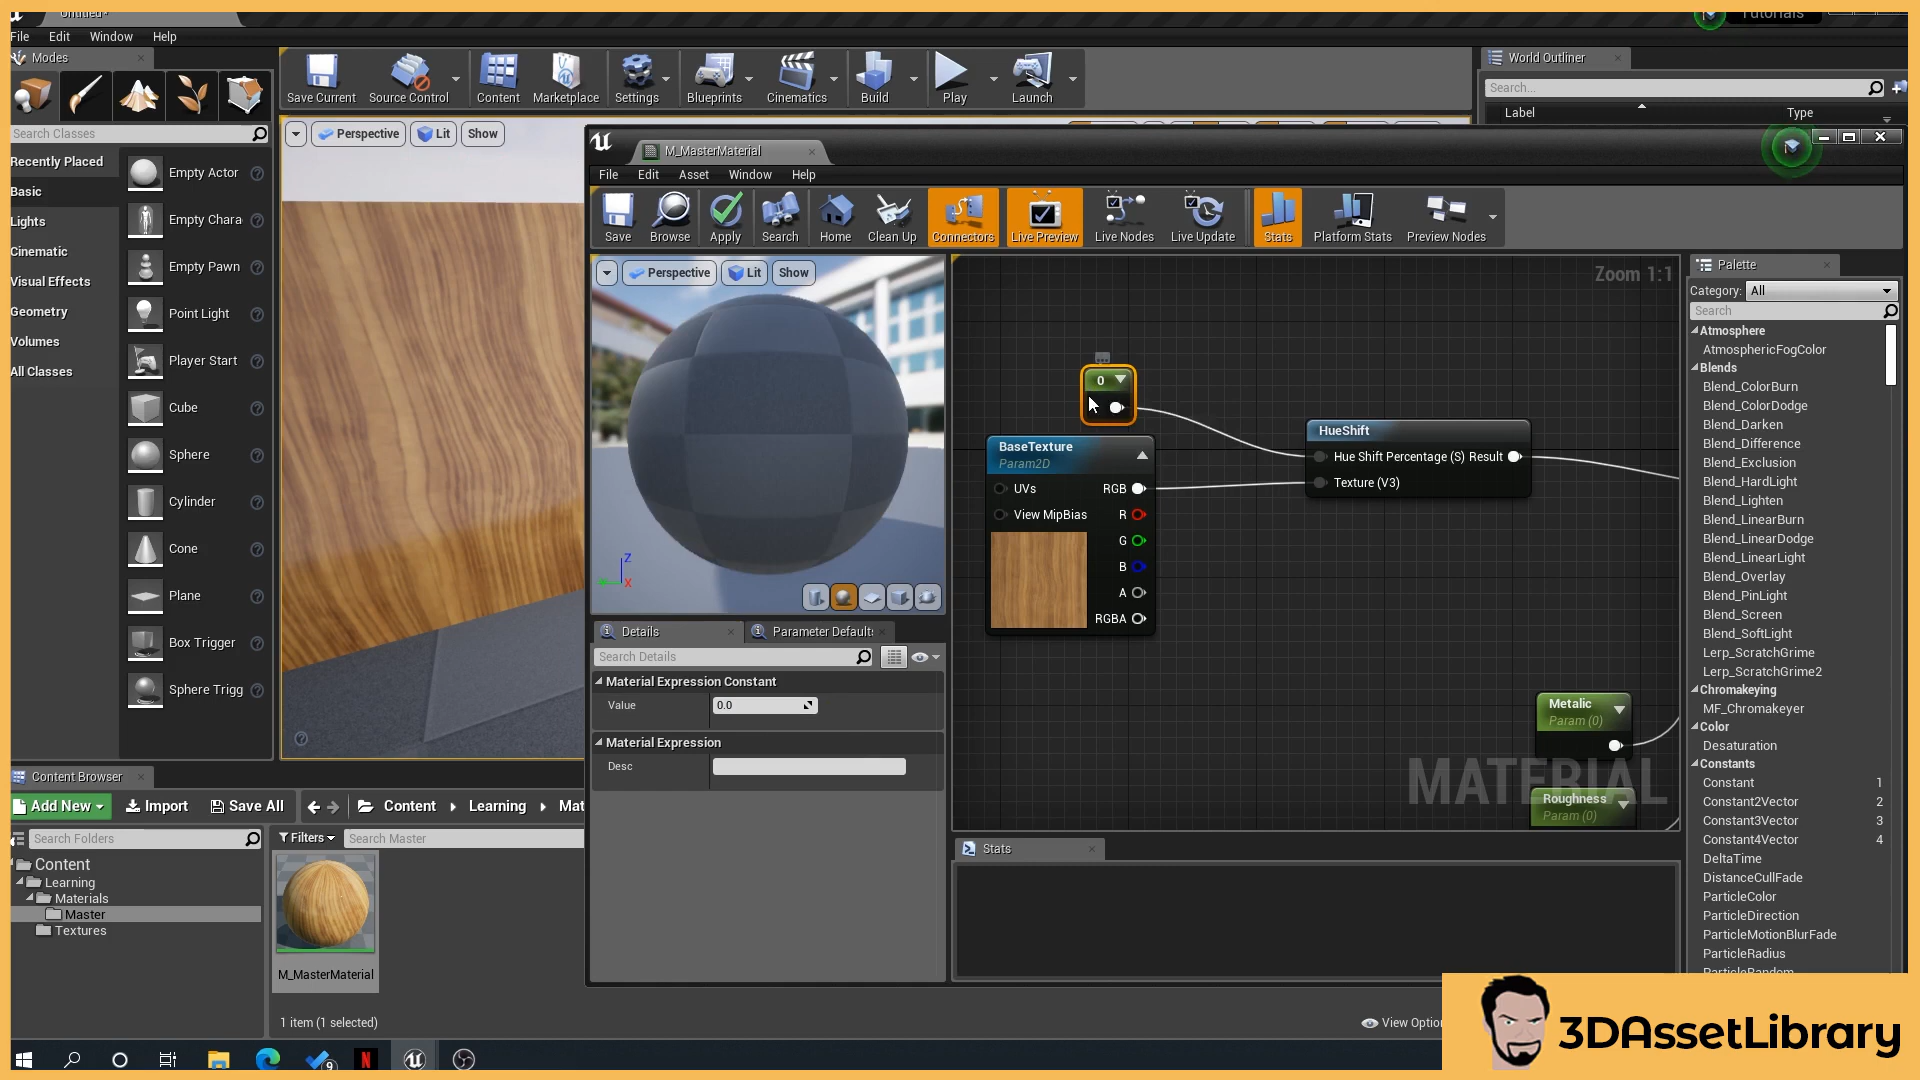 Untitled*
Tutorials
File Edit Window Help
Modes
Save Current
Source Control
Content
Marketplace
Settings
Blueprints
Cinematics
Build
Play
Launch
World Outliner
Search...
Label
Type
Search Classes
Recently Placed
Basic
Lights
Cinematic
Visual Effects
Geometry
Volumes
All Classes
Empty Actor
Empty Chara
Empty Pawn
Point Light
Player Start
Cube
Sphere
Cylinder
Cone
Plane
Box Trigger
Sphere Trigg
Perspective
Lit
Show
M_MasterMaterial
File Edit Asset Window Help
Save
Browse
Apply
Search
Home
Clean Up
Connectors
Live Preview
Live Nodes
Live Update
Stats
Platform Stats
Preview Nodes
Perspective
Lit
Show
Z
X
Details
Parameter Defaults
Search Details
Material Expression Constant
Value
0.0
Material Expression
Desc
Zoom 1:1
0
BaseTexture
Param2D
UVs
RGB
View MipBias
R
G
B
A
RGBA
HueShift
Hue Shift Percentage (S) Result
Texture (V3)
Metalic
Param (0)
Roughness
Param (0)
MATERIAL
Stats
Palette
Category: All
Search
Atmosphere
AtmosphericFogColor
Blends
Blend_ColorBurn
Blend_ColorDodge
Blend_Darken
Blend_Difference
Blend_Exclusion
Blend_HardLight
Blend_Lighten
Blend_LinearBurn
Blend_LinearDodge
Blend_LinearLight
Blend_Overlay
Blend_PinLight
Blend_Screen
Blend_SoftLight
Lerp_ScratchGrime
Lerp_ScratchGrime2
Chromakeying
MF_Chromakeyer
Color
Desaturation
Constants
Constant 1
Constant2Vector 2
Constant3Vector 3
Constant4Vector 4
DeltaTime
DistanceCullFade
ParticleColor
ParticleDirection
ParticleMotionBlurFade
ParticleRadius
ParticleRandom
Content Browser
Add New
Import
Save All
Content
Learning
Mat
Search Folders
Filters
Search Master
Content
Learning
Materials
Master
Textures
M_MasterMaterial
1 item (1 selected)
View Option
9
N
3DAssetLibrary